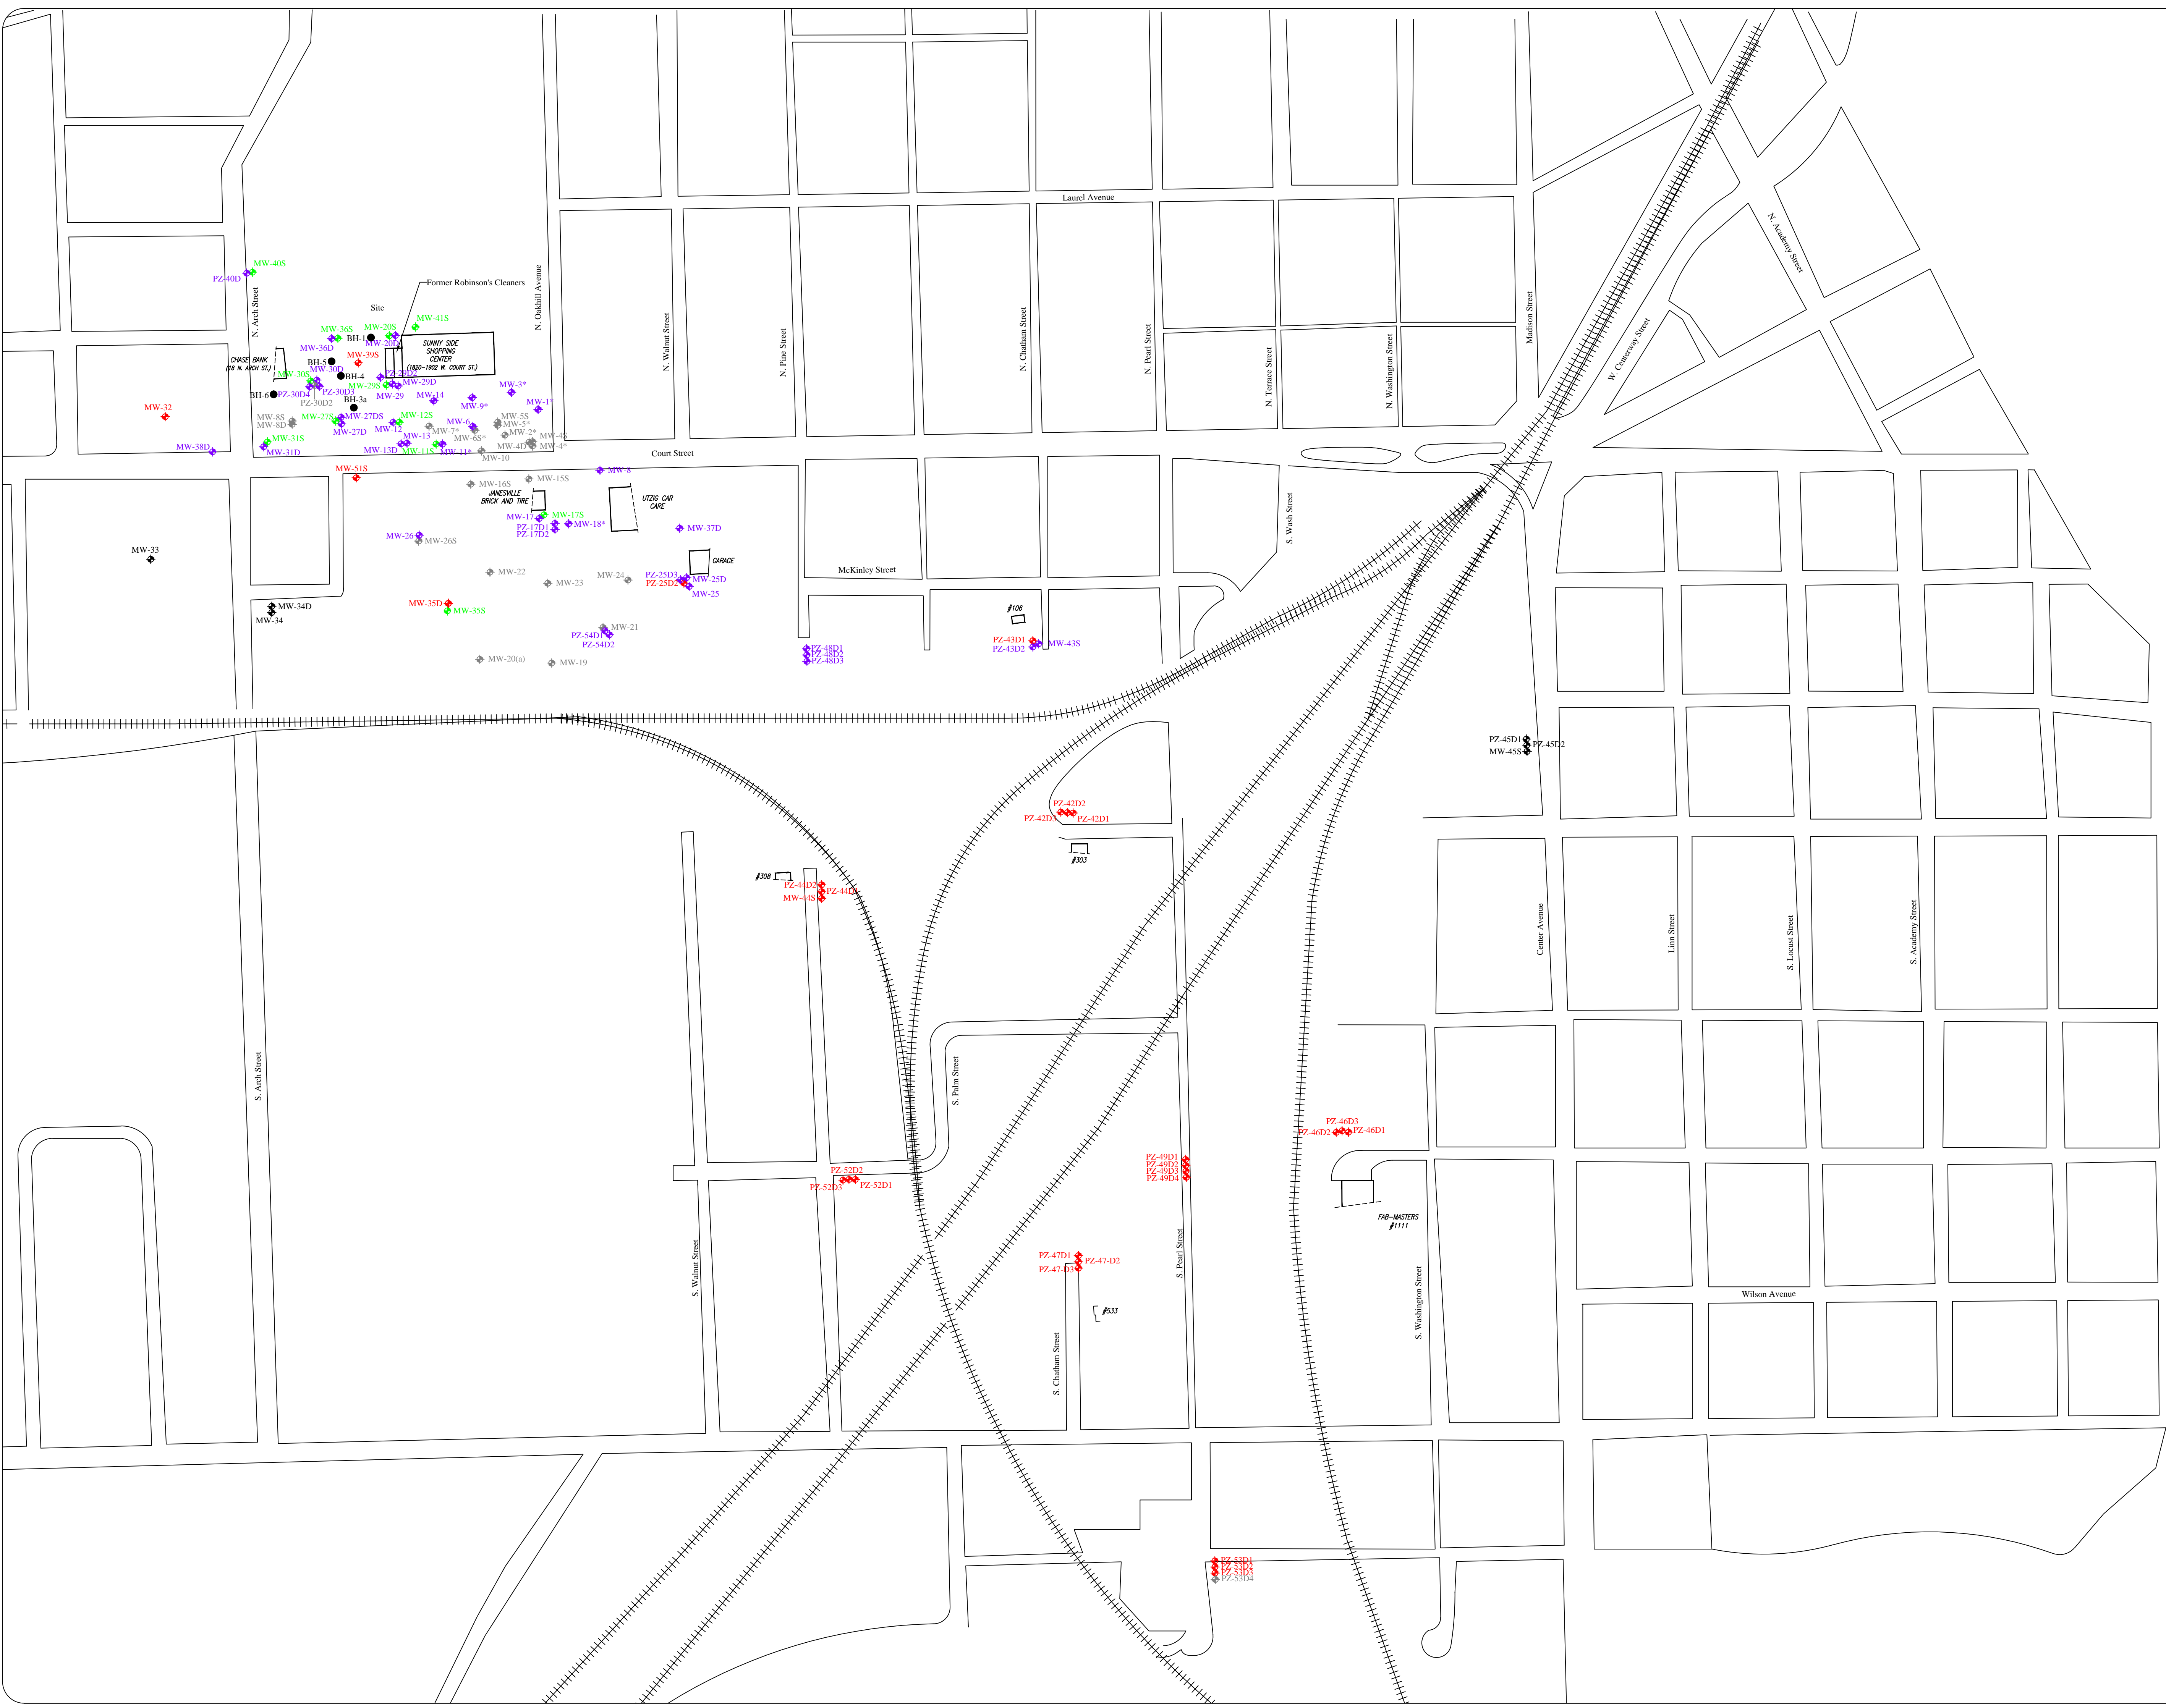 Laurel Avenue
N. Academy Street
MW-40S
PZ-40D
N. Arch Street
Former Robinson's Cleaners
N. Oakhill Avenue
Site
MW-41S
MW-36S
MW-20S
BH-1
MW-20D
MW-36D
SUNNY SIDE
SHOPPING
CENTER
(1820-1902 W. COURT ST.)
MW-39S
CHASE BANK
(18 N. ARCH ST.)
BH-5
MW-30D
MW-30S
BH-4
PZ-29D2
MW-29S
MW-29D
MW-3*
BH-6
PZ-30D4
PZ-30D3
PZ-30D2
MW-29
MW-14
BH-3a
MW-9*
MW-1*
MW-32
MW-8S
MW-8D
MW-27S
MW-27DS
MW-27D
MW-12S
MW-12
MW-6
MW-5S
MW-5*
MW-7*
MW-6S*
MW-2*
MW-31S
MW-13
MW-4S
MW-38D
MW-31D
MW-13D
MW-11S
MW-11*
MW-4D
MW-4*
MW-10
N. Walnut Street
N. Pine Street
N. Chatham Street
N. Pearl Street
N. Terrace Street
N. Washington Street
Madison Street
W. Centerway Street
Court Street
MW-51S
MW-8
MW-16S
MW-15S
JANESVILLE
BRICK AND TIRE
UTZIG CAR
CARE
MW-17
MW-17S
PZ-17D1
PZ-17D2
MW-18*
MW-37D
S. Wash Street
MW-26
MW-26S
MW-33
GARAGE
MW-22
MW-23
MW-24
PZ-25D3
PZ-25D2
MW-25D
MW-25
McKinley Street
MW-34D
MW-34
MW-35D
MW-35S
#106
MW-21
PZ-54D1
PZ-54D2
MW-20(a)
MW-19
PZ-48D1
PZ-48D2
PZ-48D3
PZ-43D1
PZ-43D2
MW-43S
PZ-45D1
PZ-45D2
MW-45S
PZ-42D2
PZ-42D3
PZ-42D1
#303
#308
PZ-44D2
PZ-44D1
MW-44S
Center Avenue
Linn Street
S. Locust Street
S. Academy Street
S. Arch Street
S. Palm Street
PZ-46D3
PZ-46D2
PZ-46D1
PZ-49D1
PZ-49D2
PZ-49D3
PZ-49D4
PZ-52D2
PZ-52D3
PZ-52D1
FAB-MASTERS
#1111
S. Walnut Street
S. Pearl Street
PZ-47D1
PZ-47-D2
PZ-47-D3
#533
S. Washington Street
Wilson Avenue
S. Chatham Street
PZ-53D1
PZ-53D2
PZ-53D3
PZ-53D4